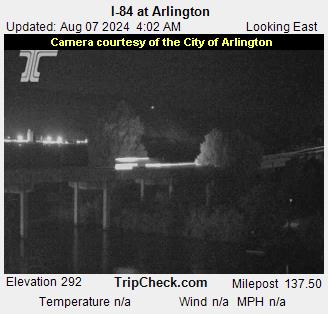 I-84 at Arlington
Updated: Aug 07 2024 4:02 AM Looking East
Camera courtesy of the City of Arlington
Elevation 292 TripCheck.com Milepost 137.50
Temperature n/a Wind n/a MPH n/a